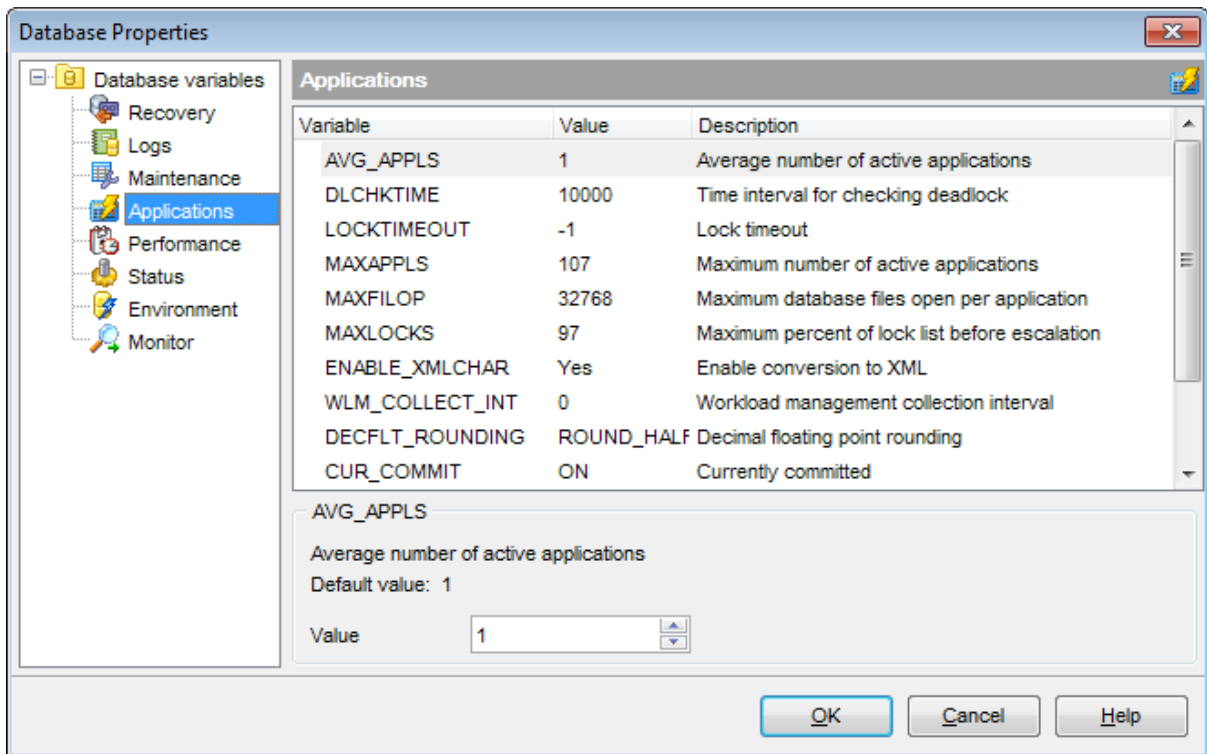 Database Properties
Database variables
Recovery
Logs
Maintenance
Applications
Performance
Status
Environment
Monitor
Applications
Variable Value Description
AVG_APPLS 1 Average number of active applications
DLCHKTIME 10000 Time interval for checking deadlock
LOCKTIMEOUT -1 Lock timeout
MAXAPPLS 107 Maximum number of active applications
MAXFILOP 32768 Maximum database files open per application
MAXLOCKS 97 Maximum percent of lock list before escalation
ENABLE_XMLCHAR Yes Enable conversion to XML
WLM_COLLECT_INT 0 Workload management collection interval
DECFLT_ROUNDING ROUND_HALF Decimal floating point rounding
CUR_COMMIT ON Currently committed
AVG_APPLS
Average number of active applications
Default value: 1
Value 1
OK Cancel Help